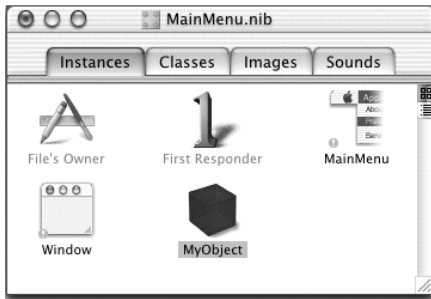 MainMenu.nib
Instances Classes Images Sounds
File's Owner First Responder MainMenu
Window MyObject